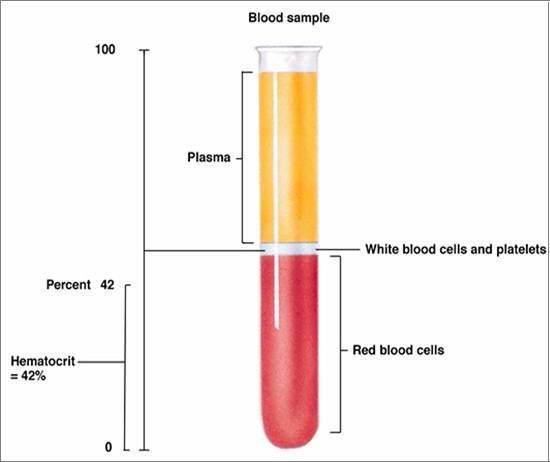 Blood sample
100
Plasma
White blood cells and platelets
Percent 42
Red blood cells
Hematocrit
= 42%
0